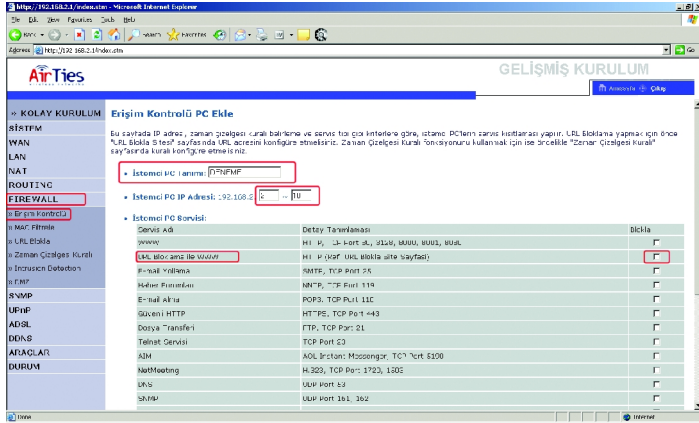 http://192.168.2.1/index.stm - Microsoft Internet Explorer
File Edit View Favorites Tools Help
Back Search Favorites
Address http://192.168.2.1/index.stm Go
AirTies
GELİŞMİŞ KURULUM
Anasayfa Çıkış
» KOLAY KURULUM
SİSTEM
WAN
LAN
NAT
ROUTING
FIREWALL
» Erişim Kontrolü
» MAC Filtrele
» URL Blokla
» Zaman Çizelgesi Kuralı
» Intrusion Detection
» DMZ
SNMP
UPnP
ADSL
DDNS
ARAÇLAR
DURUM
Erişim Kontrolü PC Ekle
Bu sayfada IP adresi, zaman çizelgesi kuralı belirleme ve servis tipi gibi kriterlere göre, istemci PC'lerin servis kısıtlaması yapılır. URL Bloklama yapmak için önce
"URL Blokla Sitesi" sayfasında URL adresini konfigüre etmelisiniz. Zaman Çizelgesi Kuralı fonksiyonunu kullanmak için ise öncelikle "Zaman Çizelgesi Kuralı"
sayfasında kuralı konfigüre etmelisiniz.
• İstemci PC Tanımı: DENEME
• İstemci PC IP Adresi: 192.168.2. 2 ~ 10
• İstemci PC Servisi:
Servis Adı Detay Tanımlaması Blokla
WWW HTTP, TCP Port 80, 3128, 8000, 8001, 8080
URL Bloklama ile WWW HTTP (Ref. URL Blokla Site Sayfası)
E-mail Yollama SMTP, TCP Port 25
Haber Forumları NNTP, TCP Port 119
E-mail Alma POP3, TCP Port 110
Güvenli HTTP HTTPS, TCP Port 443
Dosya Transferi FTP, TCP Port 21
Telnet Servisi TCP Port 23
AIM AOL Instant Messenger, TCP Port 5190
NetMeeting H.323, TCP Port 1720, 1503
DNS UDP Port 53
SNMP UDP Port 161, 162
Done Internet